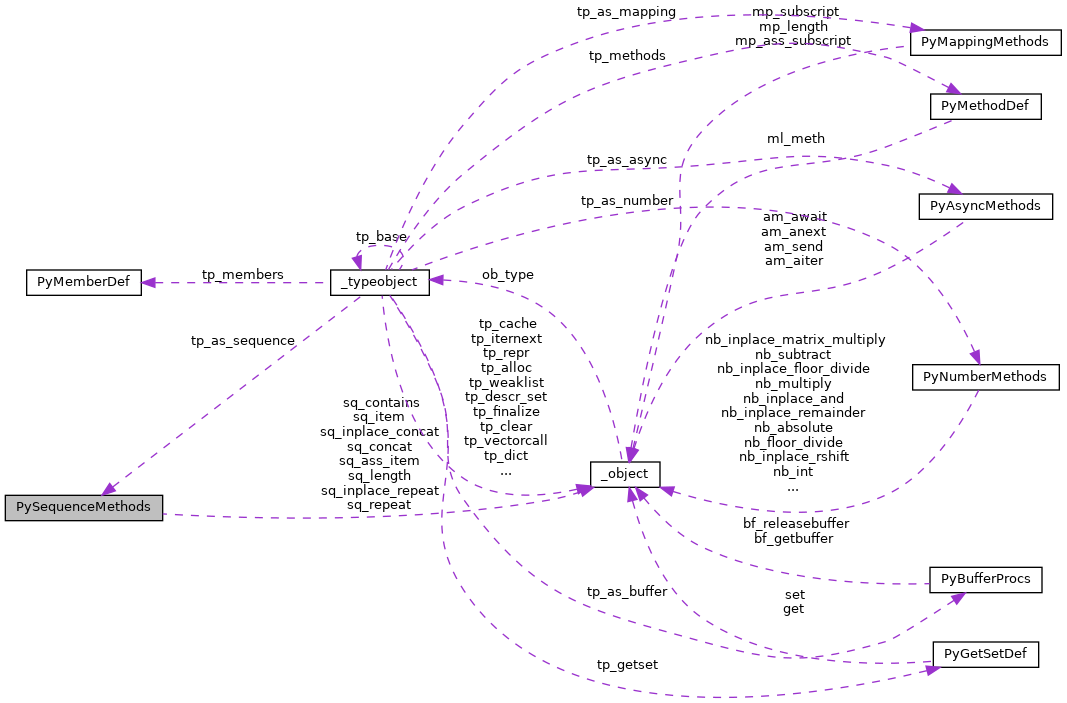 tp_as_mapping
mp_subscript
mp_length
mp_ass_subscript
PyMappingMethods
tp_methods
PyMethodDef
ml_meth
tp_as_async
PyAsyncMethods
tp_as_number
am_await
am_anext
am_send
am_aiter
tp_base
PyMemberDef
tp_members
_typeobject
ob_type
tp_as_sequence
tp_cache
tp_iternext
tp_repr
tp_alloc
tp_weaklist
tp_descr_set
tp_finalize
tp_clear
tp_vectorcall
tp_dict
...
nb_inplace_matrix_multiply
nb_subtract
nb_inplace_floor_divide
nb_multiply
nb_inplace_and
nb_inplace_remainder
nb_absolute
nb_floor_divide
nb_inplace_rshift
nb_int
...
PyNumberMethods
sq_contains
sq_item
sq_inplace_concat
sq_concat
sq_ass_item
sq_length
sq_inplace_repeat
sq_repeat
_object
PySequenceMethods
bf_releasebuffer
bf_getbuffer
tp_as_buffer
PyBufferProcs
set
get
tp_getset
PyGetSetDef